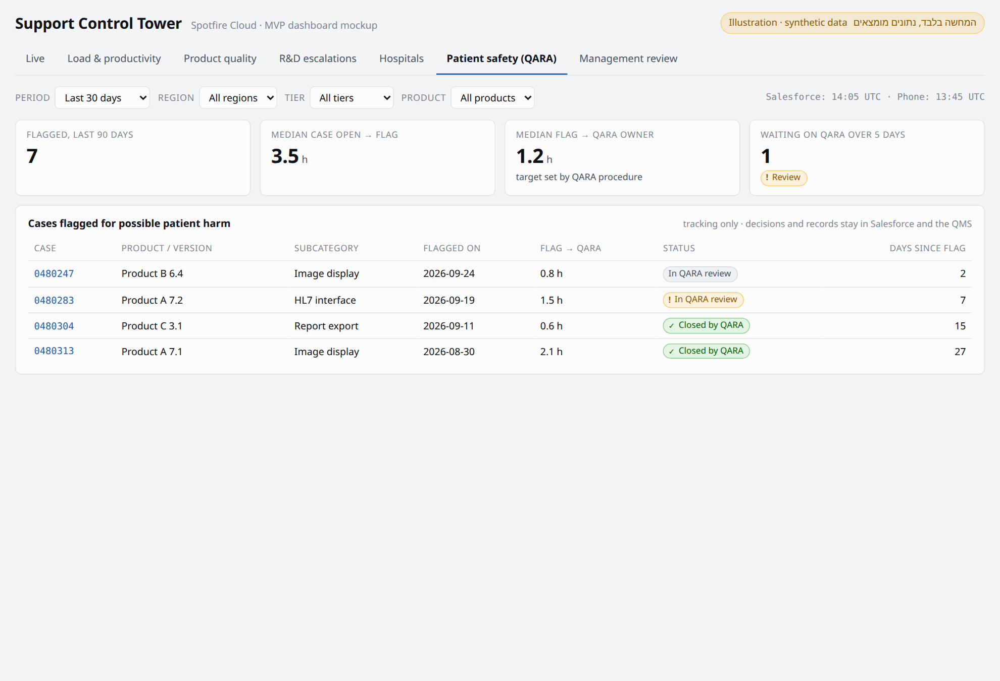 Support Control Tower Spotfire Cloud · MVP dashboard mockup
Illustration · synthetic data המחשה בלבד, נתונים מומצאים
Live Load & productivity Product quality R&D escalations Hospitals Patient safety (QARA) Management review
PERIOD Last 30 days REGION All regions TIER All tiers PRODUCT All products
Salesforce: 14:05 UTC · Phone: 13:45 UTC
FLAGGED, LAST 90 DAYS
7
MEDIAN CASE OPEN → FLAG
3.5 h
MEDIAN FLAG → QARA OWNER
1.2 h
target set by QARA procedure
WAITING ON QARA OVER 5 DAYS
1
! Review
Cases flagged for possible patient harm
tracking only · decisions and records stay in Salesforce and the QMS
CASE PRODUCT / VERSION SUBCATEGORY FLAGGED ON FLAG → QARA STATUS DAYS SINCE FLAG
0480247 Product B 6.4 Image display 2026-09-24 0.8 h In QARA review 2
0480283 Product A 7.2 HL7 interface 2026-09-19 1.5 h ! In QARA review 7
0480304 Product C 3.1 Report export 2026-09-11 0.6 h ✓ Closed by QARA 15
0480313 Product A 7.1 Image display 2026-08-30 2.1 h ✓ Closed by QARA 27